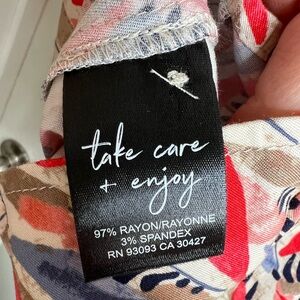 take care
+ enjoy
97% RAYON/RAYONNE
3% SPANDEX
RN 93093 CA 30427